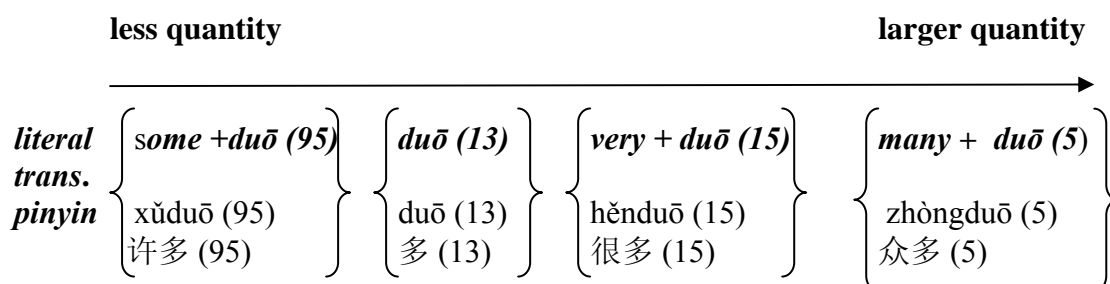 less quantity larger quantity
literal some +duō (95) duō (13) very + duō (15) many + duō (5)
trans.
pinyin xǔduō (95) duō (13) hěnduō (15) zhòngduō (5)
许多 (95) 多 (13) 很多 (15) 众多 (5)